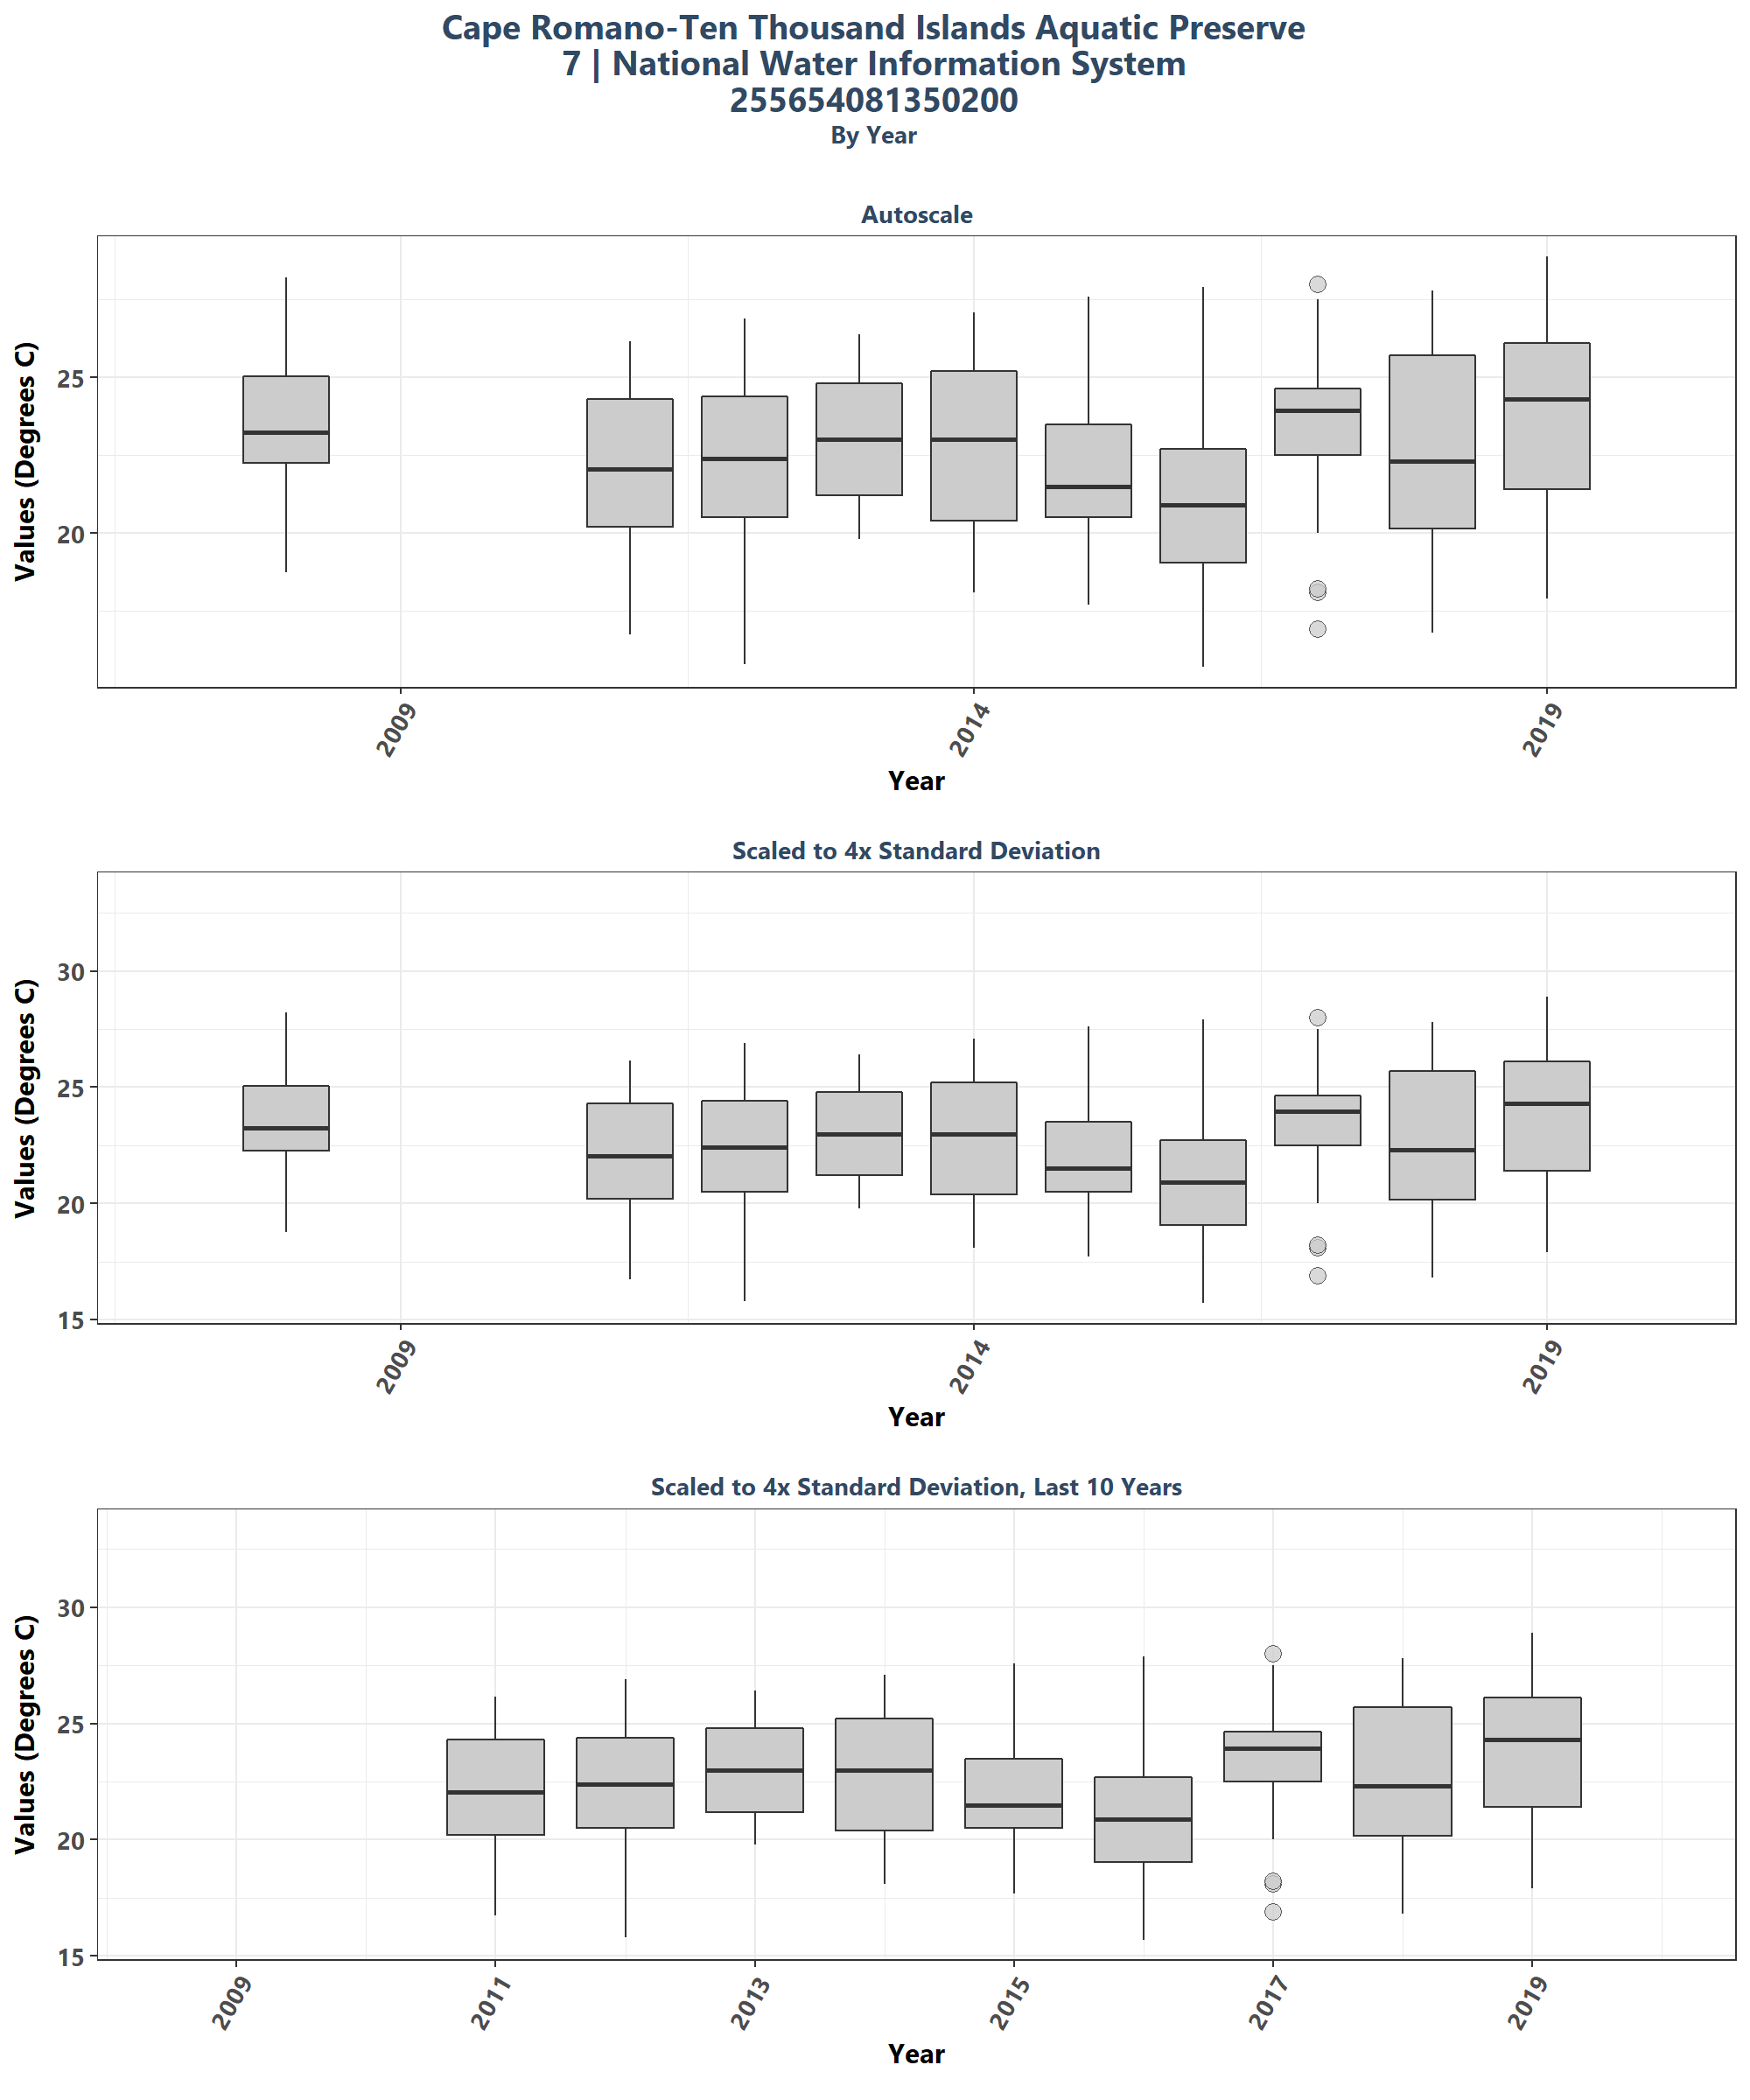 Cape Romano-Ten Thousand Islands Aquatic Preserve
7 | National Water Information System
255654081350200
By Year
Autoscale
Values (Degrees C)
25
20
2009
2014
2019
Year
Scaled to 4x Standard Deviation
Values (Degrees C)
30
25
20
15
2009
2014
2019
Year
Scaled to 4x Standard Deviation, Last 10 Years
Values (Degrees C)
30
25
20
15
2009
2011
2013
2015
2017
2019
Year